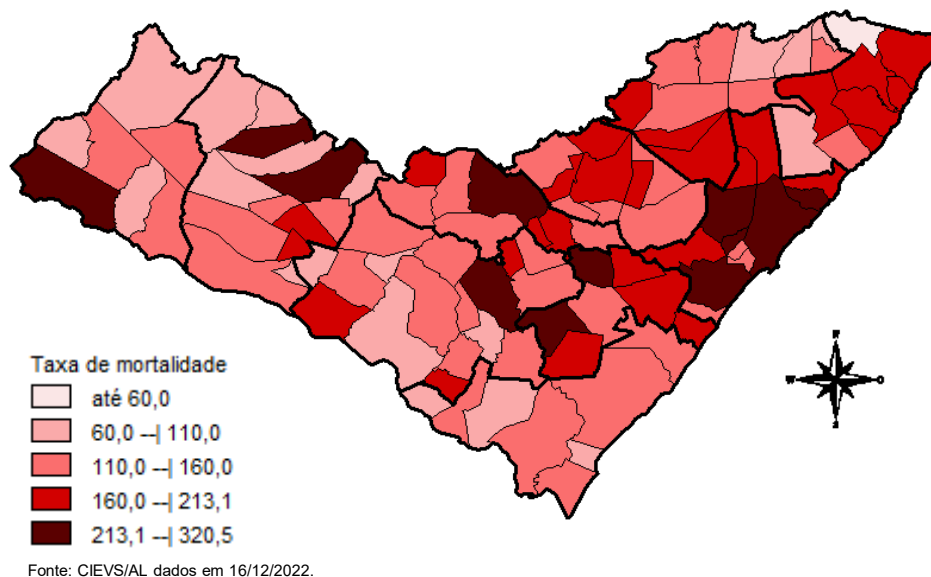 Taxa de mortalidade
até 60,0
60,0 --| 110,0
110,0 --| 160,0
160,0 --| 213,1
213,1 --| 320,5
Fonte: CIEVS/AL dados em 16/12/2022.